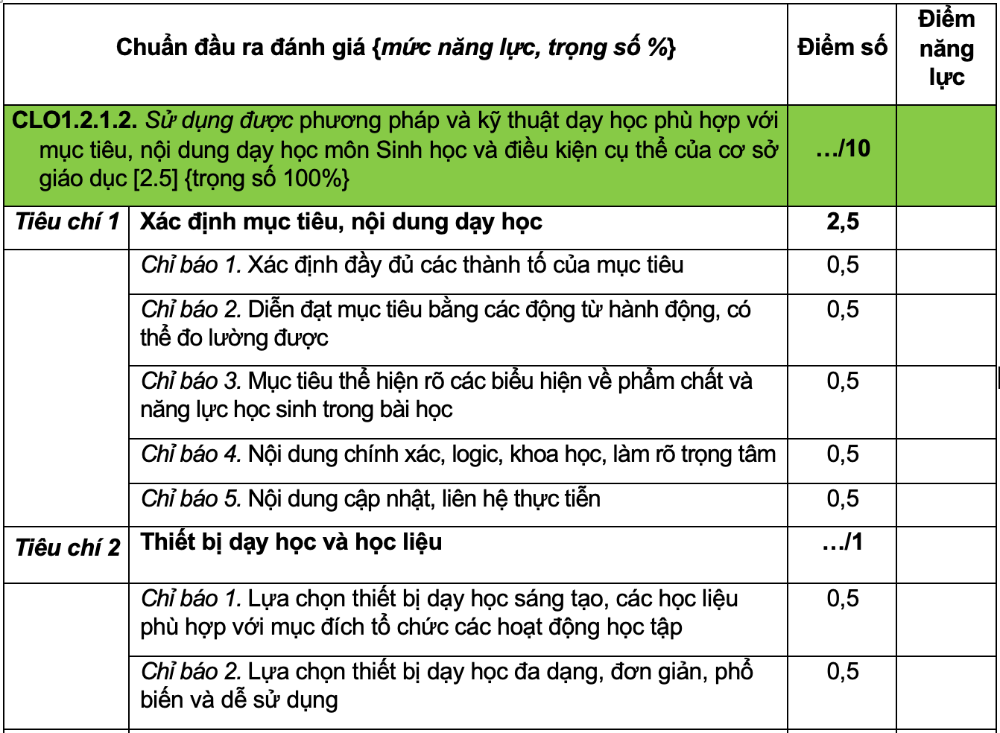 Chuẩn đầu ra đánh giá {mức năng lực, trọng số %}
Điểm số
Điểm
năng
lực
CLO1.2.1.2. Sử dụng được phương pháp và kỹ thuật dạy học phù hợp với
mục tiêu, nội dung dạy học môn Sinh học và điều kiện cụ thể của cơ sở
giáo dục [2.5] {trọng số 100%}
…/10
Tiêu chí 1
Xác định mục tiêu, nội dung dạy học
2,5
Chỉ báo 1. Xác định đầy đủ các thành tố của mục tiêu
0,5
Chỉ báo 2. Diễn đạt mục tiêu bằng các động từ hành động, có
thể đo lường được
0,5
Chỉ báo 3. Mục tiêu thể hiện rõ các biểu hiện về phẩm chất và
năng lực học sinh trong bài học
0,5
Chỉ báo 4. Nội dung chính xác, logic, khoa học, làm rõ trọng tâm
0,5
Chỉ báo 5. Nội dung cập nhật, liên hệ thực tiễn
0,5
Tiêu chí 2
Thiết bị dạy học và học liệu
…/1
Chỉ báo 1. Lựa chọn thiết bị dạy học sáng tạo, các học liệu
phù hợp với mục đích tổ chức các hoạt động học tập
0,5
Chỉ báo 2. Lựa chọn thiết bị dạy học đa dạng, đơn giản, phổ
biến và dễ sử dụng
0,5